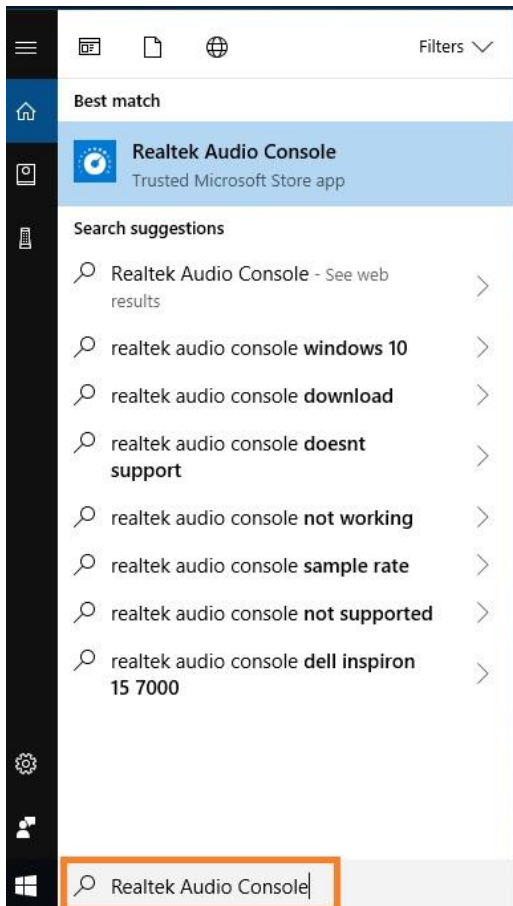 Filters
Best match
Realtek Audio Console
Trusted Microsoft Store app
Search suggestions
Realtek Audio Console - See web
results
realtek audio console windows 10
realtek audio console download
realtek audio console doesnt
support
realtek audio console not working
realtek audio console sample rate
realtek audio console not supported
realtek audio console dell inspiron
15 7000
Realtek Audio Console